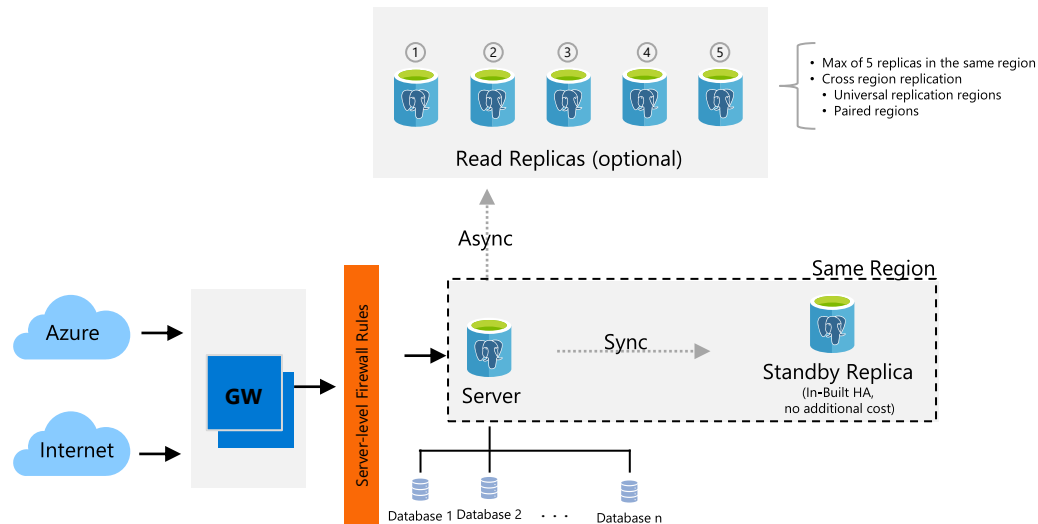 1 2 3 4 5
• Max of 5 replicas in the same region
• Cross region replication
• Universal replication regions
• Paired regions
Read Replicas (optional)
Async
Same Region
Azure
Internet
GW
Server-level Firewall Rules
Server
Sync
Standby Replica
(In-Built HA,
no additional cost)
Database 1 Database 2 . . . Database n